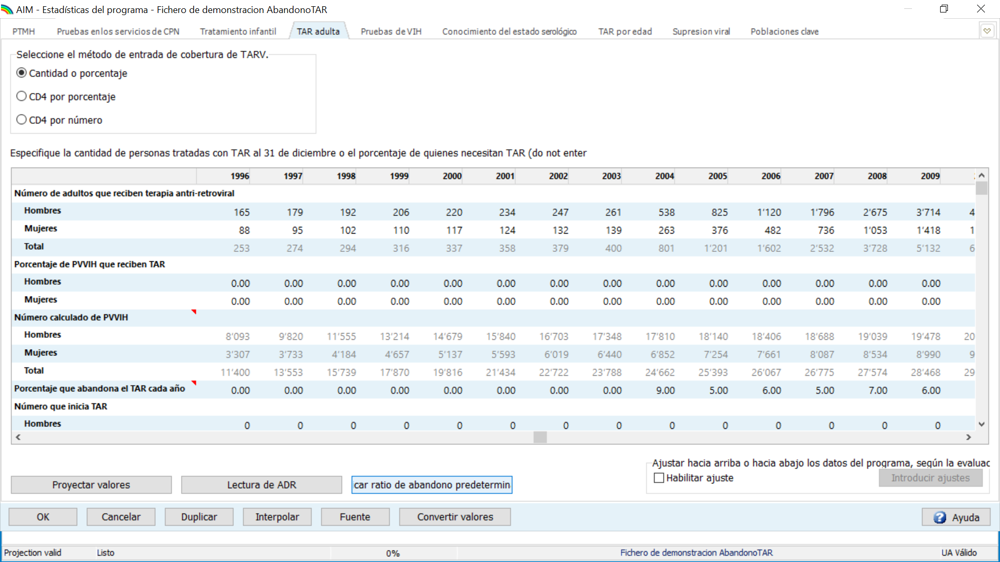 AIM - Estadísticas del programa - Fichero de demonstracion AbandonoTAR
PTMH Pruebas en los servicios de CPN Tratamiento infantil TAR adulta Pruebas de VIH Conocimiento del estado serológico TAR por edad Supresion viral Poblaciones clave
Seleccione el método de entrada de cobertura de TARV.
Cantidad o porcentaje
CD4 por porcentaje
CD4 por número
Especifique la cantidad de personas tratadas con TAR al 31 de diciembre o el porcentaje de quienes necesitan TAR (do not enter
1996 1997 1998 1999 2000 2001 2002 2003 2004 2005 2006 2007 2008 2009
Número de adultos que reciben terapia antri-retroviral
Hombres 165 179 192 206 220 234 247 261 538 825 1'120 1'796 2'675 3'714 4
Mujeres 88 95 102 110 117 124 132 139 263 376 482 736 1'053 1'418 1
Total 253 274 294 316 337 358 379 400 801 1'201 1'602 2'532 3'728 5'132 6
Porcentaje de PVVIH que reciben TAR
Hombres 0.00 0.00 0.00 0.00 0.00 0.00 0.00 0.00 0.00 0.00 0.00 0.00 0.00 0.00
Mujeres 0.00 0.00 0.00 0.00 0.00 0.00 0.00 0.00 0.00 0.00 0.00 0.00 0.00 0.00
Número calculado de PVVIH
Hombres 8'093 9'820 11'555 13'214 14'679 15'840 16'703 17'348 17'810 18'140 18'406 18'688 19'039 19'478 20
Mujeres 3'307 3'733 4'184 4'657 5'137 5'593 6'019 6'440 6'852 7'254 7'661 8'087 8'534 8'990 9
Total 11'400 13'553 15'739 17'870 19'816 21'434 22'722 23'788 24'662 25'393 26'067 26'775 27'574 28'468 29
Porcentaje que abandona el TAR cada año 0.00 0.00 0.00 0.00 0.00 0.00 0.00 0.00 9.00 5.00 6.00 5.00 7.00 6.00
Número que inicia TAR
Hombres 0 0 0 0 0 0 0 0 0 0 0 0 0 0
Ajustar hacia arriba o hacia abajo los datos del programa, según la evaluac
Habilitar ajuste Introducir ajustes
Proyectar valores Lectura de ADR car ratio de abandono predetermin
OK Cancelar Duplicar Interpolar Fuente Convertir valores Ayuda
Projection valid Listo 0% Fichero de demonstracion AbandonoTAR UA Válido